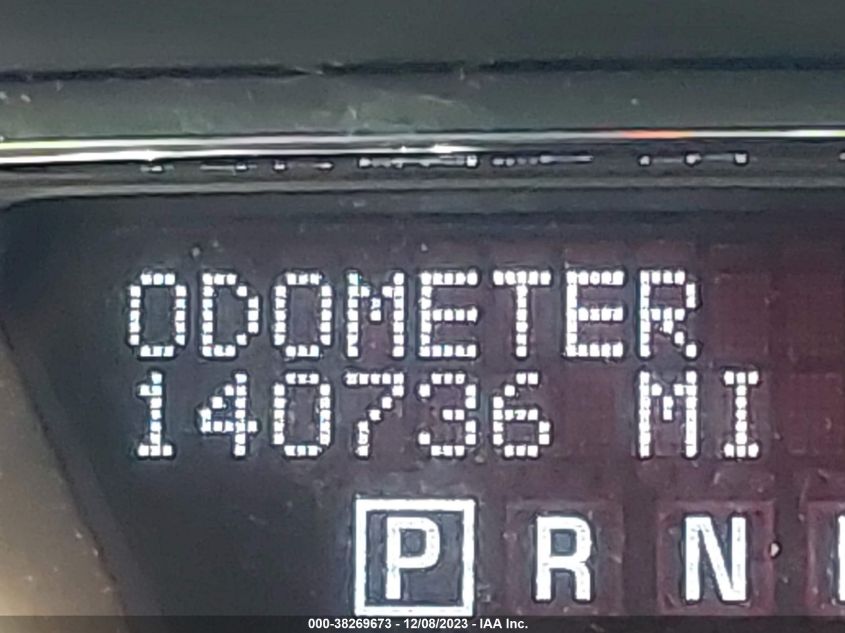 ODOMETER
140736 MI
P R N
000-38269673 - 12/08/2023 - IAA Inc.